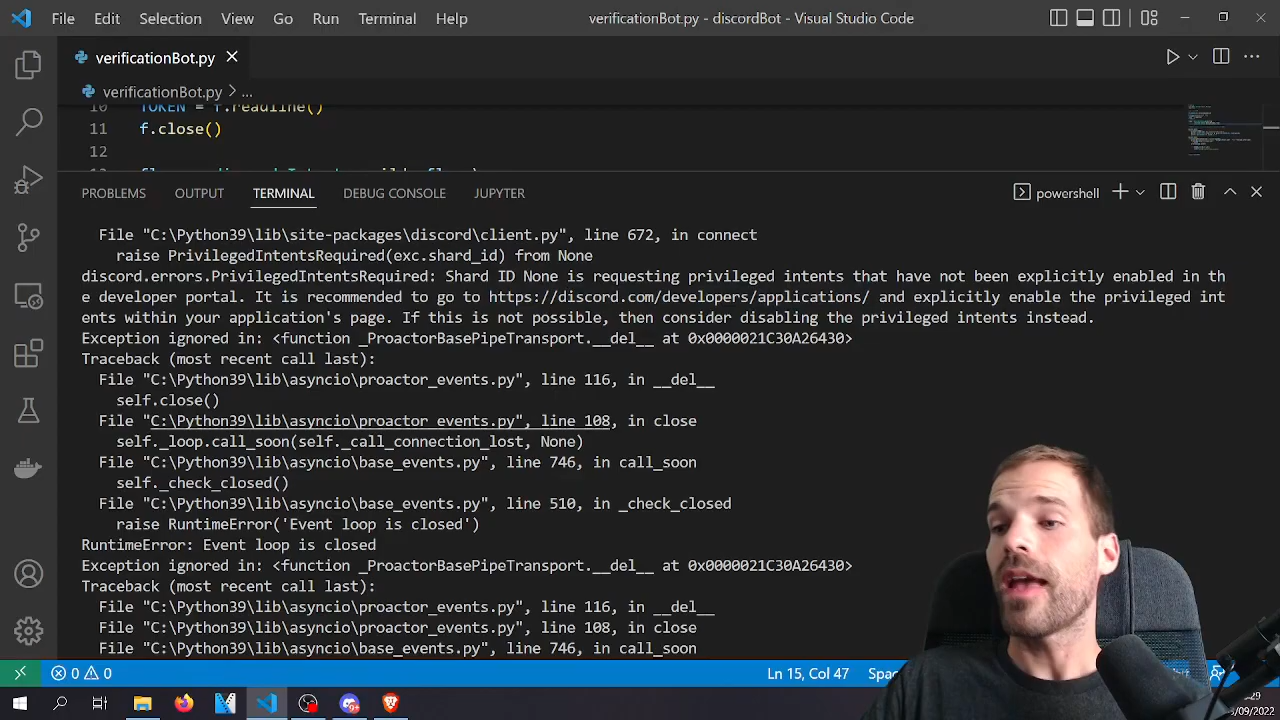 File Edit Selection View Go Run Terminal Help verificationBot.py - discordBot - Visual Studio Code
verificationBot.py
verificationBot.py > ...
10 TOKEN = f.readline()
11 f.close()
12
PROBLEMS OUTPUT TERMINAL DEBUG CONSOLE JUPYTER powershell
File "C:\Python39\lib\site-packages\discord\client.py", line 672, in connect
raise PrivilegedIntentsRequired(exc.shard_id) from None
discord.errors.PrivilegedIntentsRequired: Shard ID None is requesting privileged intents that have not been explicitly enabled in th
e developer portal. It is recommended to go to https://discord.com/developers/applications/ and explicitly enable the privileged int
ents within your application's page. If this is not possible, then consider disabling the privileged intents instead.
Exception ignored in: <function _ProactorBasePipeTransport.__del__ at 0x0000021C30A26430>
Traceback (most recent call last):
File "C:\Python39\lib\asyncio\proactor_events.py", line 116, in __del__
self.close()
File "C:\Python39\lib\asyncio\proactor_events.py", line 108, in close
self._loop.call_soon(self._call_connection_lost, None)
File "C:\Python39\lib\asyncio\base_events.py", line 746, in call_soon
self._check_closed()
File "C:\Python39\lib\asyncio\base_events.py", line 510, in _check_closed
raise RuntimeError('Event loop is closed')
RuntimeError: Event loop is closed
Exception ignored in: <function _ProactorBasePipeTransport.__del__ at 0x0000021C30A26430>
Traceback (most recent call last):
File "C:\Python39\lib\asyncio\proactor_events.py", line 116, in __del__
File "C:\Python39\lib\asyncio\proactor_events.py", line 108, in close
File "C:\Python39\lib\asyncio\base_events.py", line 746, in call_soon
0 0 Ln 15, Col 47
/09/2022